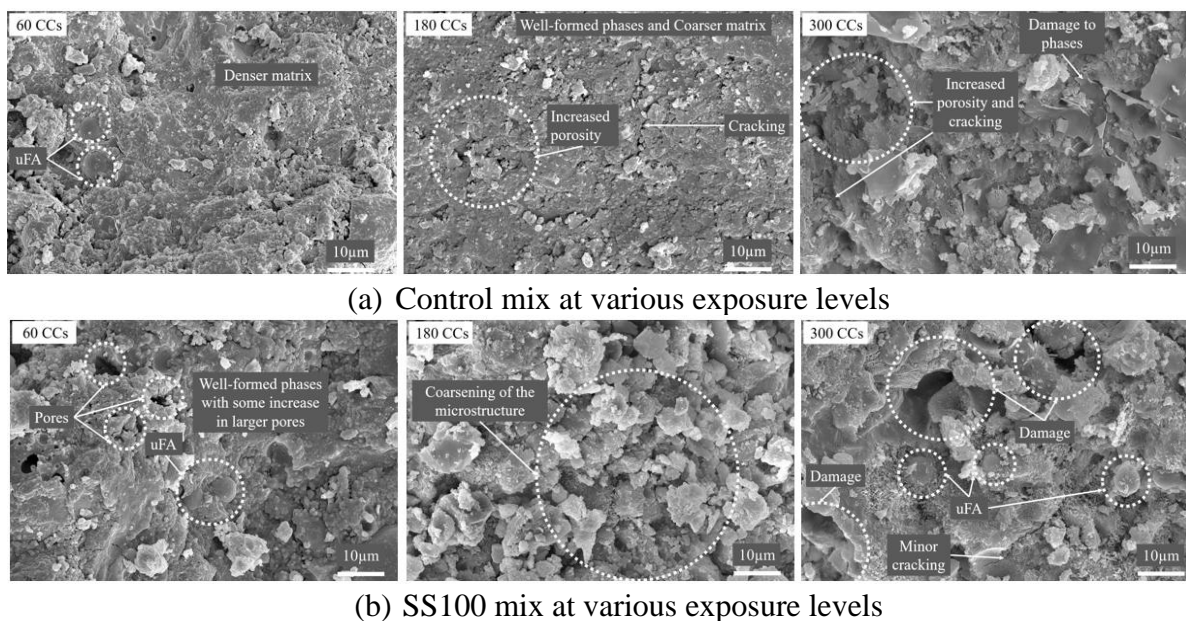 60 CCs
Denser matrix
uFA
10µm
180 CCs
Well-formed phases and Coarser matrix
Increased
porosity
Cracking
10µm
300 CCs
Damage to
phases
Increased
porosity and
cracking
10µm
(a) Control mix at various exposure levels
60 CCs
Well-formed phases
with some increase
in larger pores
Pores
uFA
10µm
180 CCs
Coarsening of the
microstructure
10µm
300 CCs
Damage
Damage
uFA
Minor
cracking
10µm
(b) SS100 mix at various exposure levels